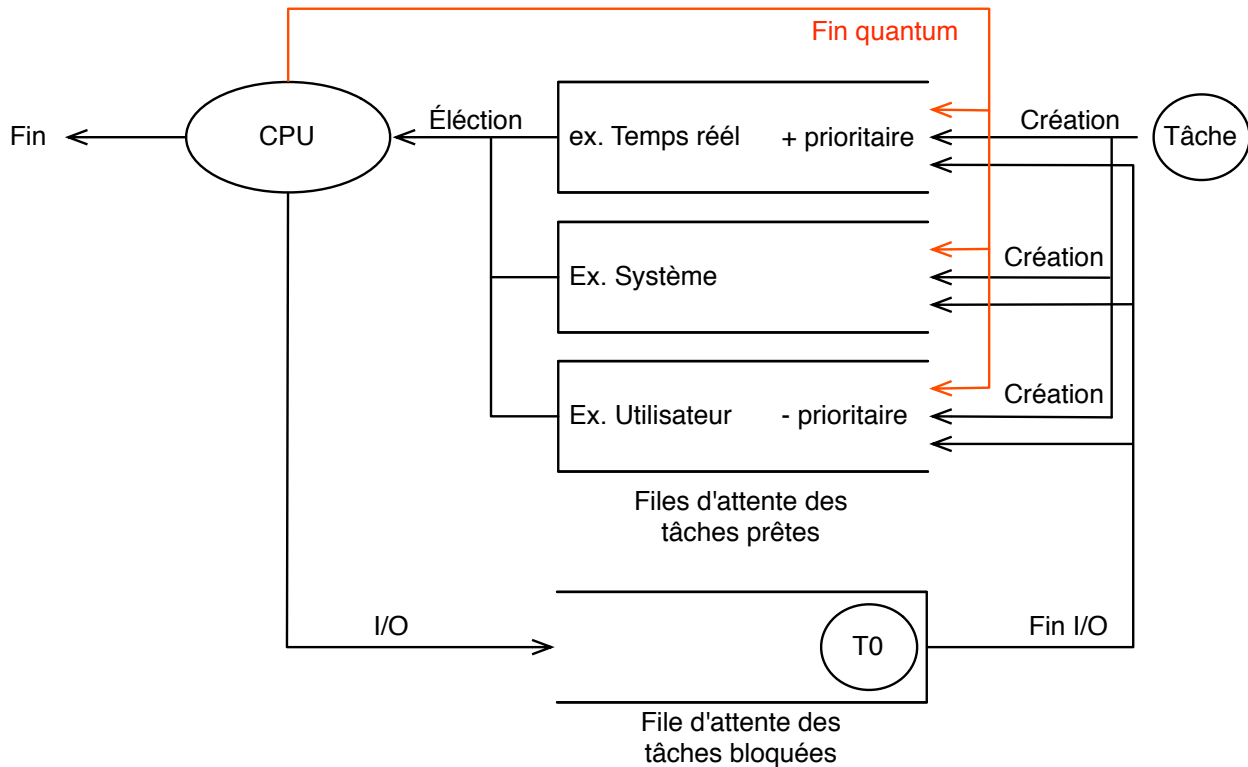 Fin quantum
Fin
CPU
Éléction
ex. Temps réél + prioritaire
Création
Tâche
Ex. Système
Création
Ex. Utilisateur - prioritaire
Création
Files d'attente des
tâches prêtes
I/O
T0
Fin I/O
File d'attente des
tâches bloquées